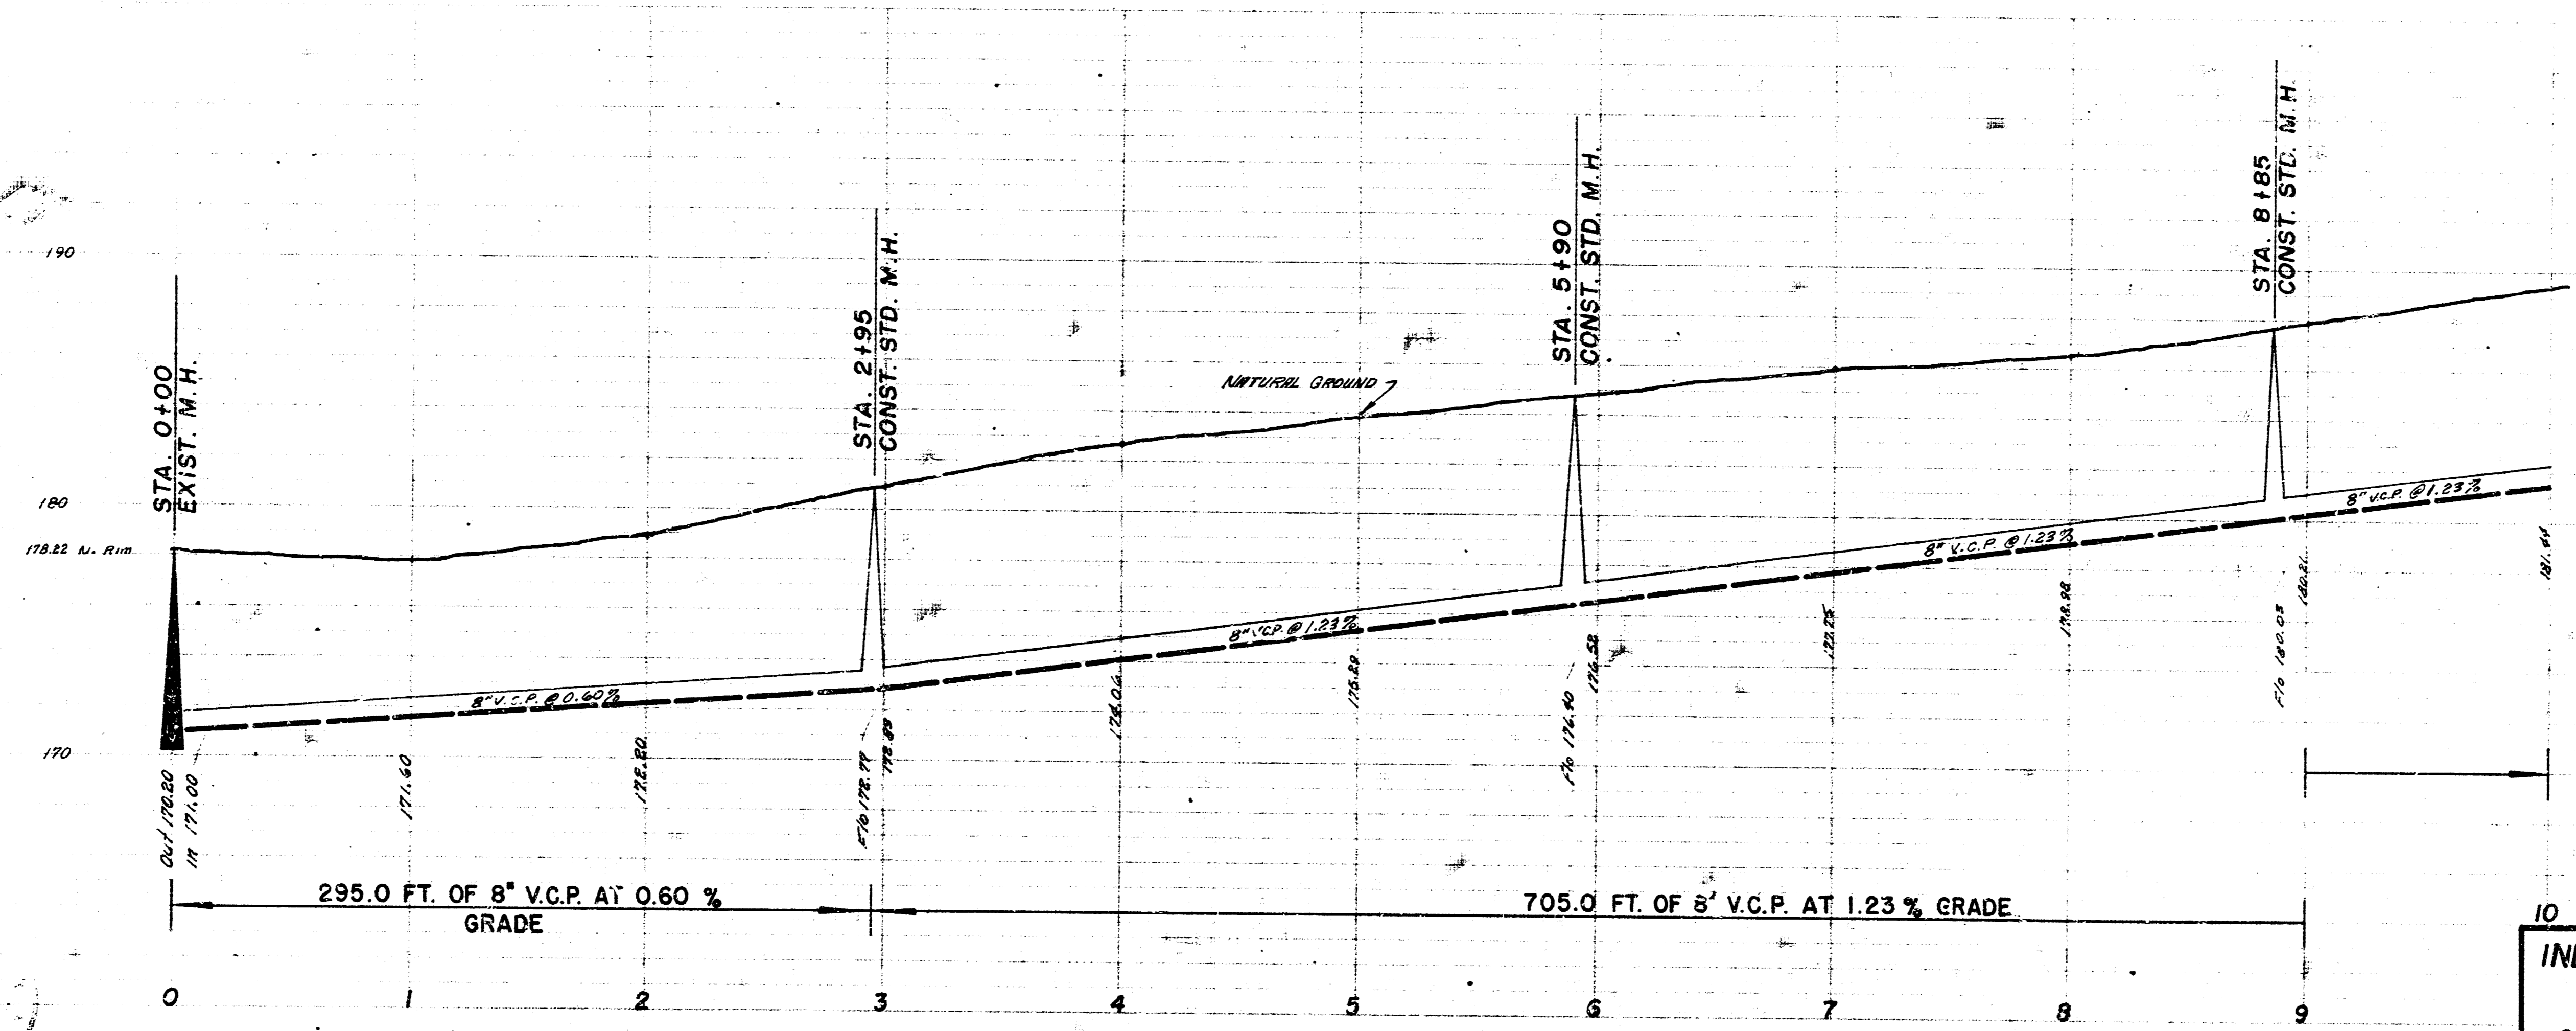 190
180
178.22 N. Rim
170
STA. 0+00
EXIST. M.H.
STA. 2+95
CONST. STD. M.H.
STA. 5+90
CONST. STD. M.H.
STA. 8+85
CONST. STD. M.H.
NATURAL GROUND
8" V.C.P. @ 0.60%
8" V.C.P. @ 1.23%
8" V.C.P. @ 1.23%
8" V.C.P. @ 1.23%
Out 170.20
In 171.00
171.60
172.20
F/o 172.77
172.83
174.06
175.29
F/o 176.40
176.52
177.75
178.98
F/o 180.03
180.21
181.44
295.0 FT. OF 8" V.C.P. AT 0.60 %
GRADE
705.0 FT. OF 8" V.C.P. AT 1.23 % GRADE
0 1 2 3 4 5 6 7 8 9 10